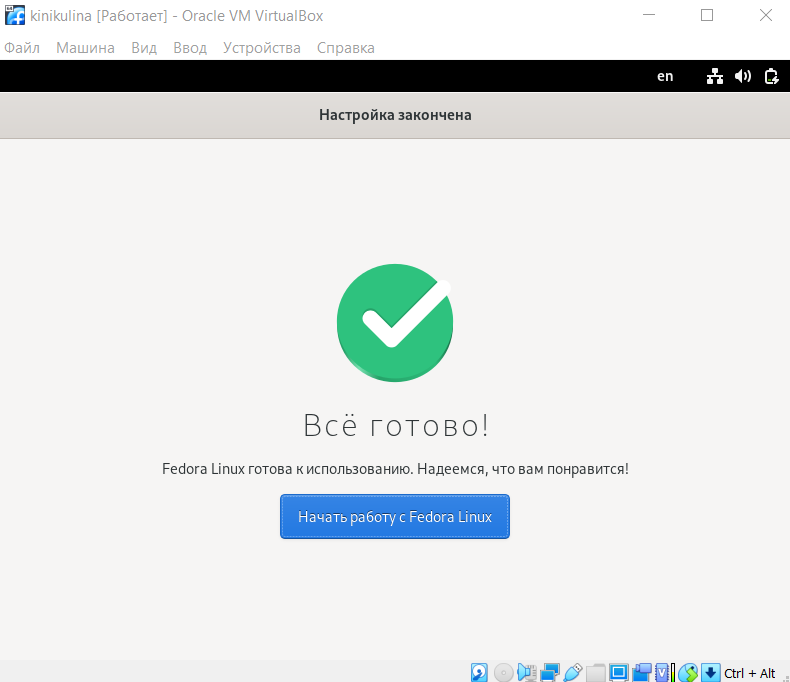 kinikulina [Работает] - Oracle VM VirtualBox
Файл Машина Вид Ввод Устройства Справка
en
Настройка закончена
Всё готово!
Fedora Linux готова к использованию. Надеемся, что вам понравится!
Начать работу с Fedora Linux
Ctrl + Alt